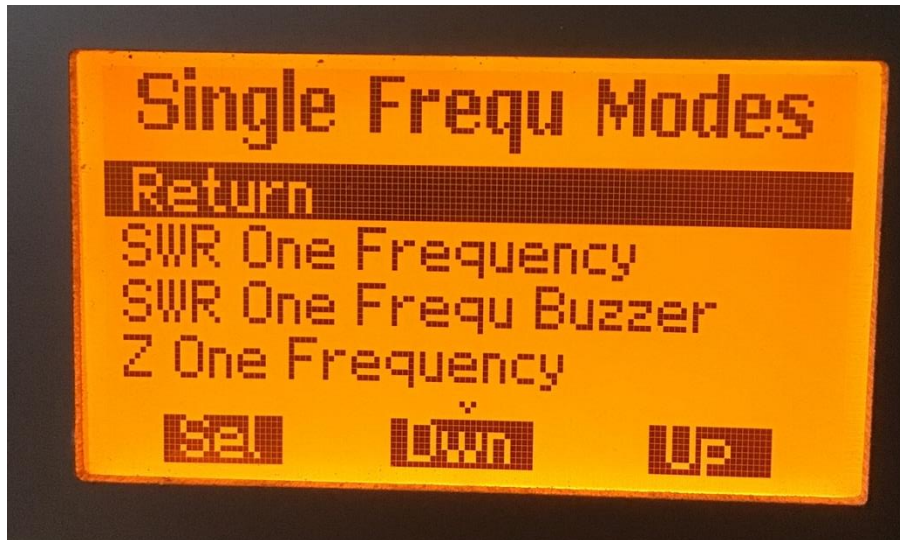 Single Frequ Modes
Return
SWR One Frequency
SWR One Frequ Buzzer
Z One Frequency
Sel Dwn Up